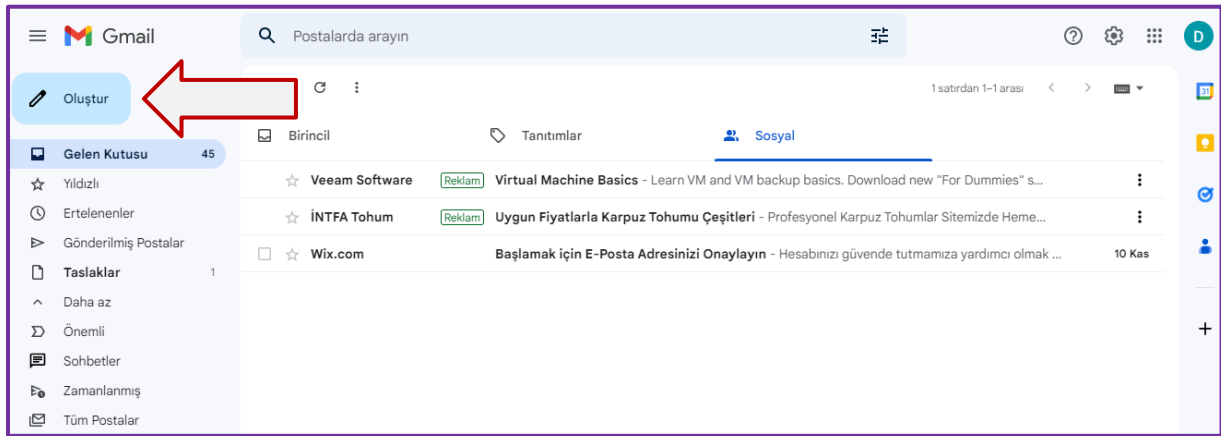 Gmail
Postalarda arayın
D
Oluştur
1 satırdan 1–1 arası
31
Birincil
Tanıtımlar
Sosyal
Gelen Kutusu 45
Veeam Software Reklam Virtual Machine Basics - Learn VM and VM backup basics. Download new "For Dummies" s...
Yıldızlı
Ertelenenler
İNTFA Tohum Reklam Uygun Fiyatlarla Karpuz Tohumu Çeşitleri - Profesyonel Karpuz Tohumlar Sitemizde Heme...
Gönderilmiş Postalar
Wix.com Başlamak için E-Posta Adresinizi Onaylayın - Hesabınızı güvende tutmamıza yardımcı olmak ... 10 Kas
Taslaklar 1
Daha az
Önemli
Sohbetler
Zamanlanmış
Tüm Postalar